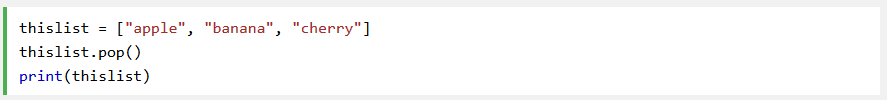 thislist = ["apple", "banana", "cherry"]
thislist.pop()
print(thislist)